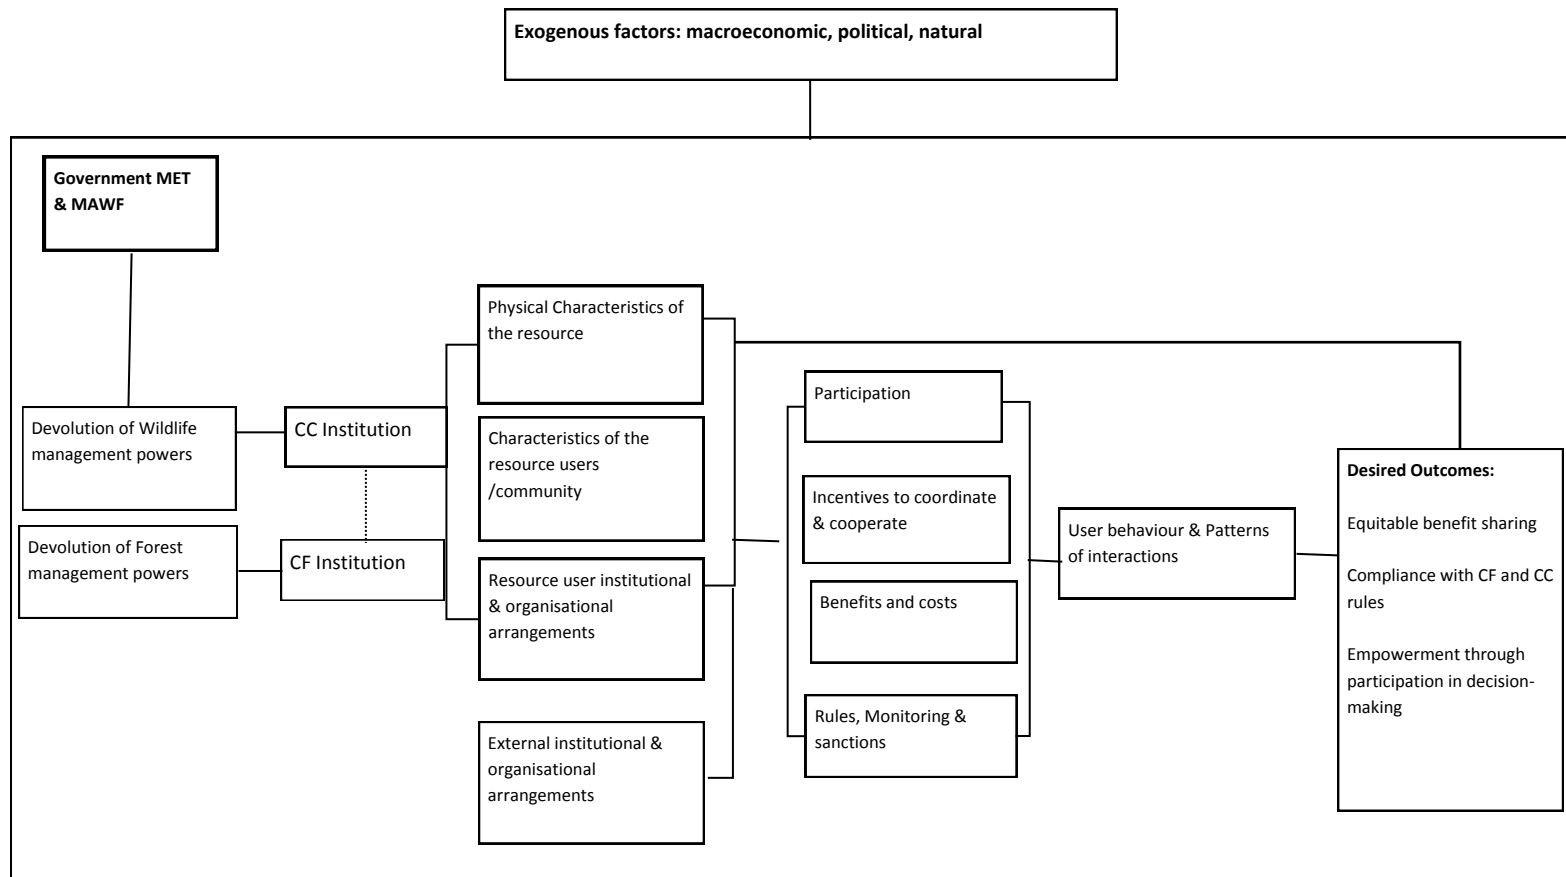 Exogenous factors: macroeconomic, political, natural
Government MET
& MAWF
Devolution of Wildlife
management powers
Devolution of Forest
management powers
CC Institution
CF Institution
Physical Characteristics of
the resource
Characteristics of the
resource users
/community
Resource user institutional
& organisational
arrangements
External institutional &
organisational
arrangements
Participation
Incentives to coordinate
& cooperate
Benefits and costs
Rules, Monitoring &
sanctions
User behaviour & Patterns
of interactions
Desired Outcomes:
Equitable benefit sharing
Compliance with CF and CC
rules
Empowerment through
participation in decision-
making